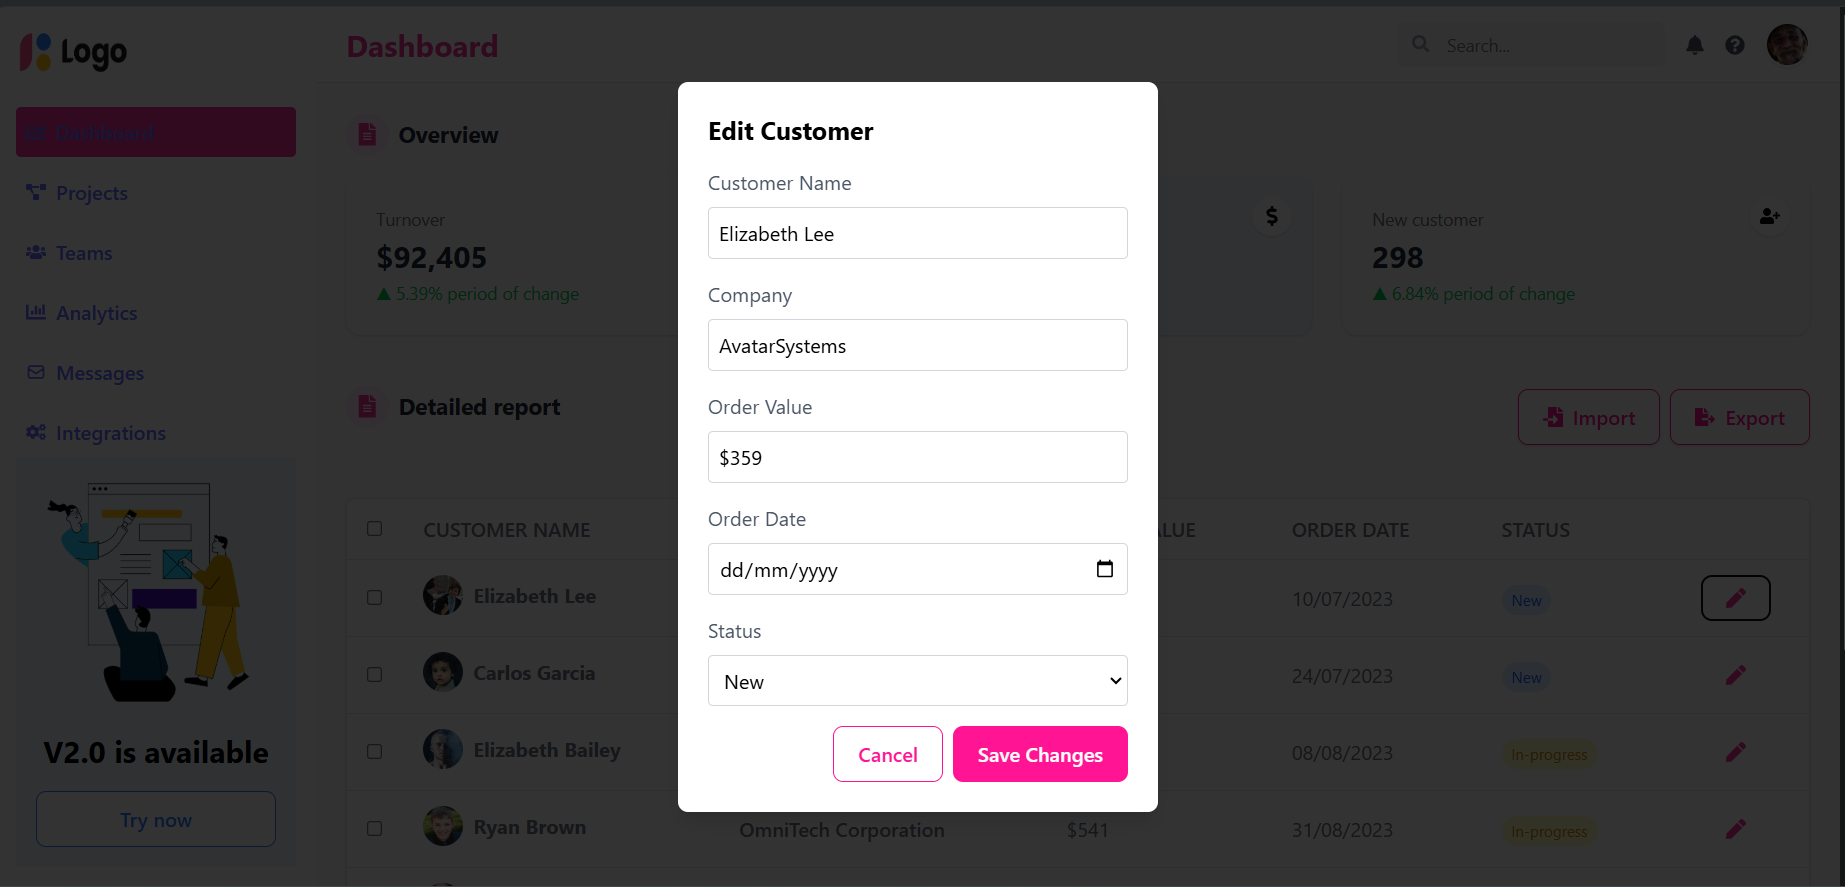 Logo
Dashboard
Search...
Dashboard
Projects
Teams
Analytics
Messages
Integrations
V2.0 is available
Try now
Overview
Turnover
$92,405
▲ 5.39% period of change
$
New customer
298
▲ 6.84% period of change
Detailed report
Import
Export
CUSTOMER NAME ALUE ORDER DATE STATUS
Elizabeth Lee 10/07/2023 New
Carlos Garcia 24/07/2023 New
Elizabeth Bailey 08/08/2023 In-progress
Ryan Brown OmniTech Corporation $541 31/08/2023 In-progress
Edit Customer
Customer Name
Elizabeth Lee
Company
AvatarSystems
Order Value
$359
Order Date
dd/mm/yyyy
Status
New
Cancel
Save Changes